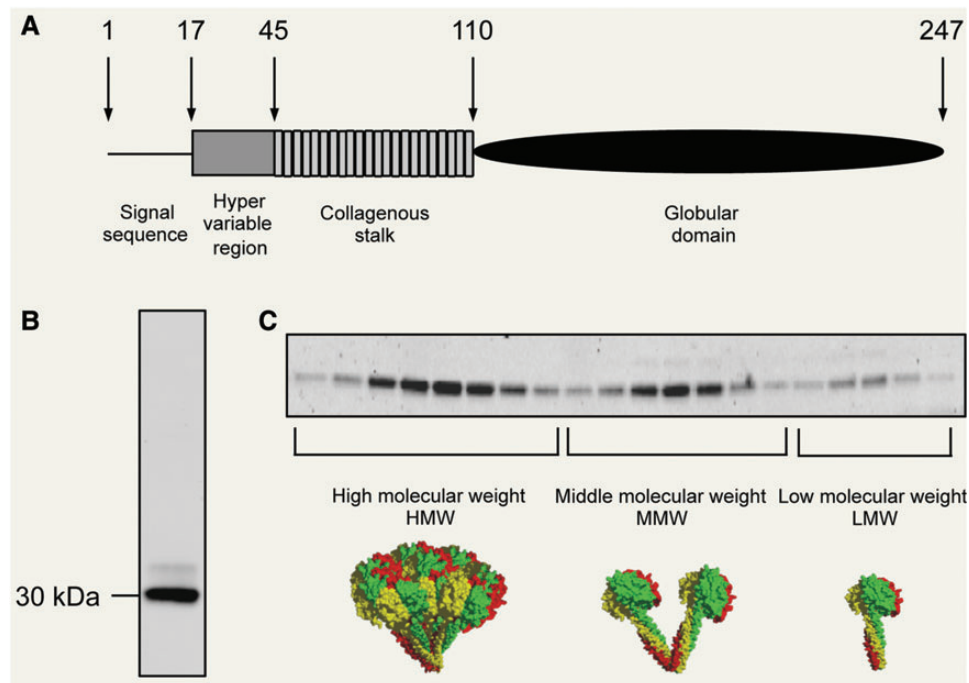 A
1 17 45 110 247
Signal
sequence
Hyper
variable
region
Collagenous
stalk
Globular
domain
B
30 kDa
C
High molecular weight
HMW
Middle molecular weight
MMW
Low molecular weight
LMW